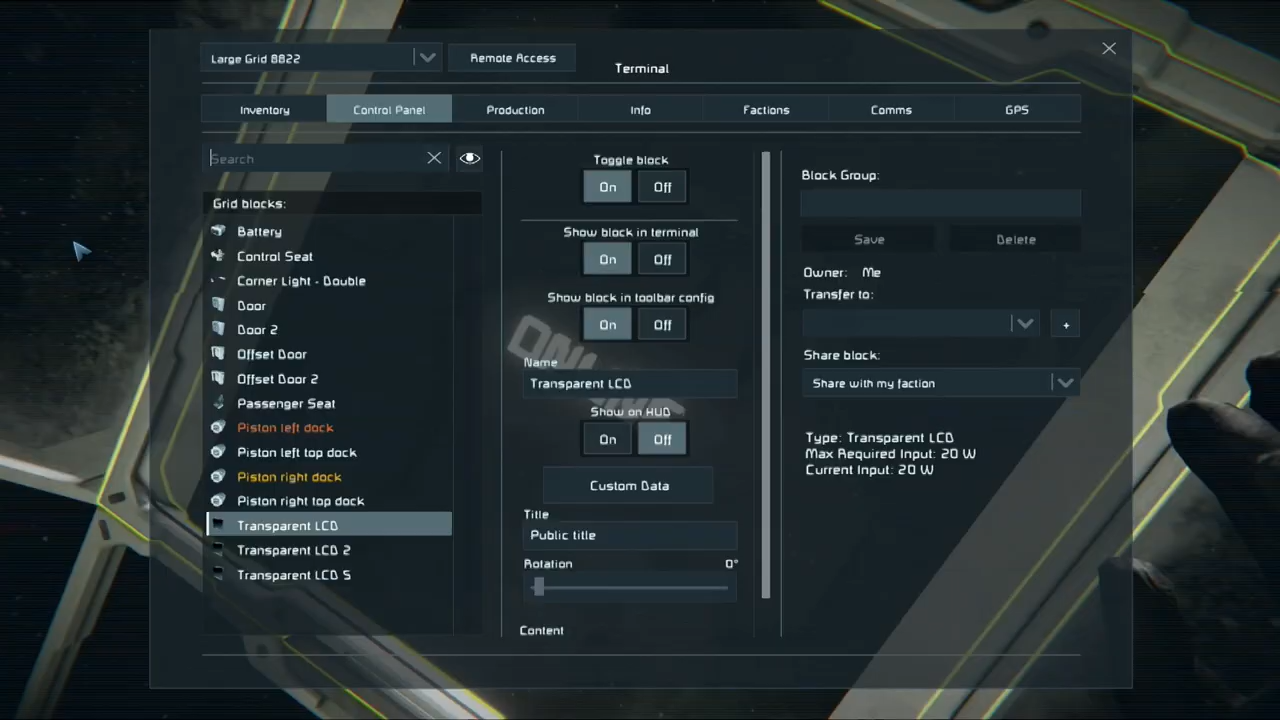 Large Grid 8822
Remote Access
Terminal
Inventory
Control Panel
Production
Info
Factions
Comms
GPS
Search
Grid blocks:
Battery
Control Seat
Corner Light - Double
Door
Door 2
Offset Door
Offset Door 2
Passenger Seat
Piston left dock
Piston left top dock
Piston right dock
Piston right top dock
Transparent LCD
Transparent LCD 2
Transparent LCD 5
Toggle block
On Off
Show block in terminal
On Off
Show block in toolbar config
On Off
Name
Transparent LCD
Show on HUD
On Off
Custom Data
Title
Public title
Rotation 0°
Content
Block Group:
Save Delete
Owner: Me
Transfer to:
+
Share block:
Share with my faction
Type: Transparent LCD
Max Required Input: 20 W
Current Input: 20 W